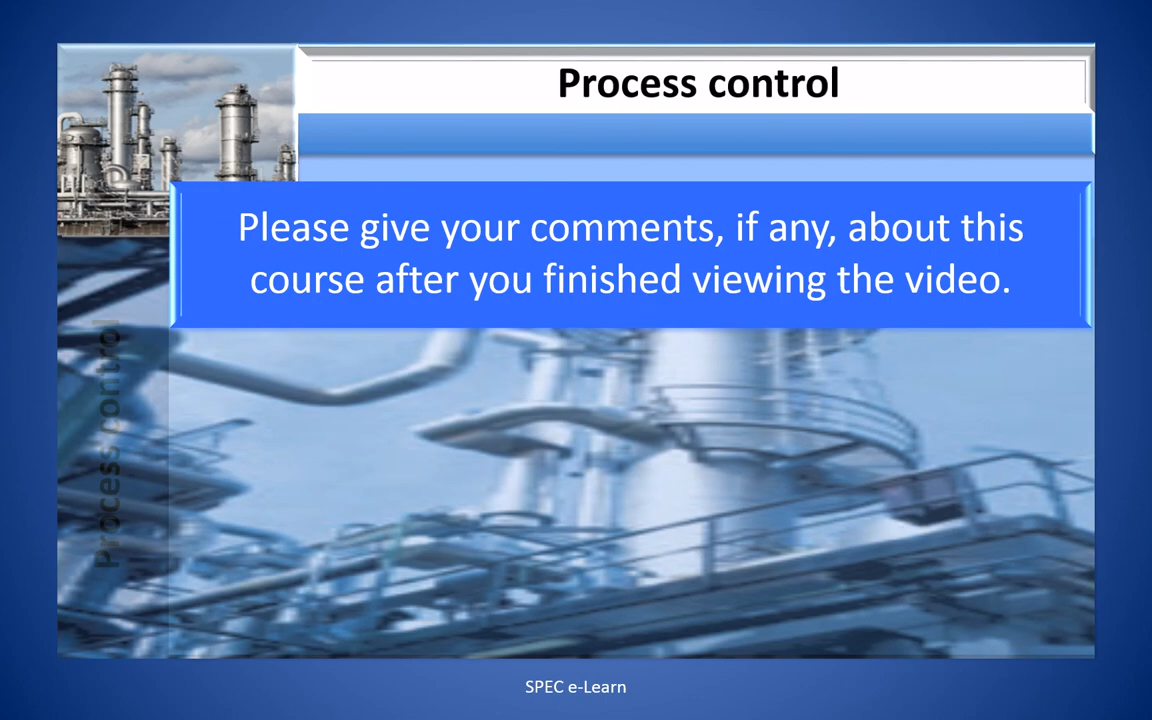 Process control
Please give your comments, if any, about this
course after you finished viewing the video.
Process control
SPEC e-Learn